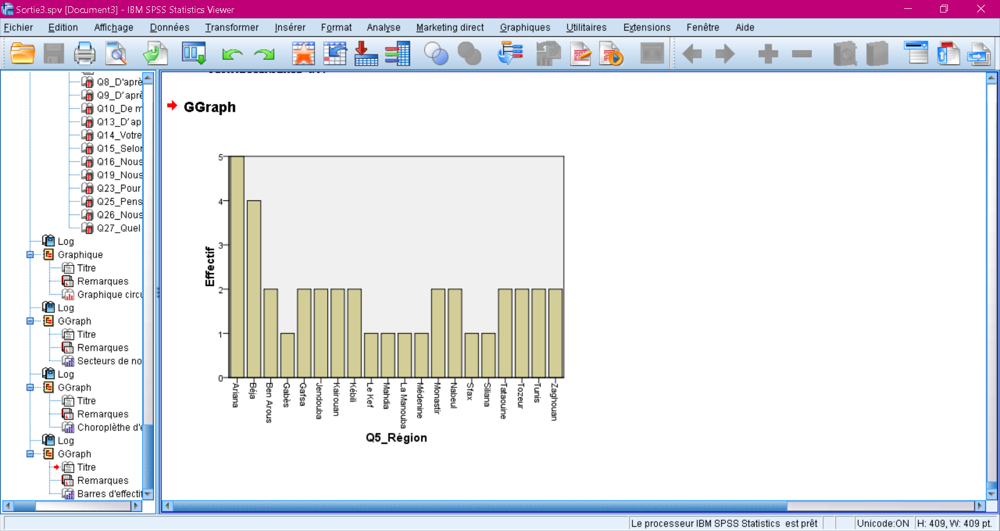 Sortie3.spv [Document3] - IBM SPSS Statistics Viewer
Fichier Edition Affichage Données Transformer Insérer Format Analyse Marketing direct Graphiques Utilitaires Extensions Fenêtre Aide
Q8_D'aprè
Q9_D'aprè
Q10_De m
Q13_D'ap
Q14_Votre
Q15_Selor
Q16_Nous
Q19_Nous
Q23_Pour
Q25_Pens
Q26_Nous
Q27_Quel
Log
Graphique
Titre
Remarques
Graphique circu
Log
GGraph
Titre
Remarques
Secteurs de no
Log
GGraph
Titre
Remarques
Choroplèthe d'e
Log
GGraph
Titre
Remarques
Barres d'effectif
GGraph
Effectif
5
4
3
2
1
0
Ariana
Béja
Ben Arous
Gabès
Gafsa
Jendouba
Kairouan
Kébili
Le Kef
Mahdia
La Manouba
Médenine
Monastir
Nabeul
Sfax
Siliana
Tataouine
Tozeur
Tunis
Zaghouan
Q5_Région
Le processeur IBM SPSS Statistics est prêt
Unicode:ON
H: 409, W: 409 pt.